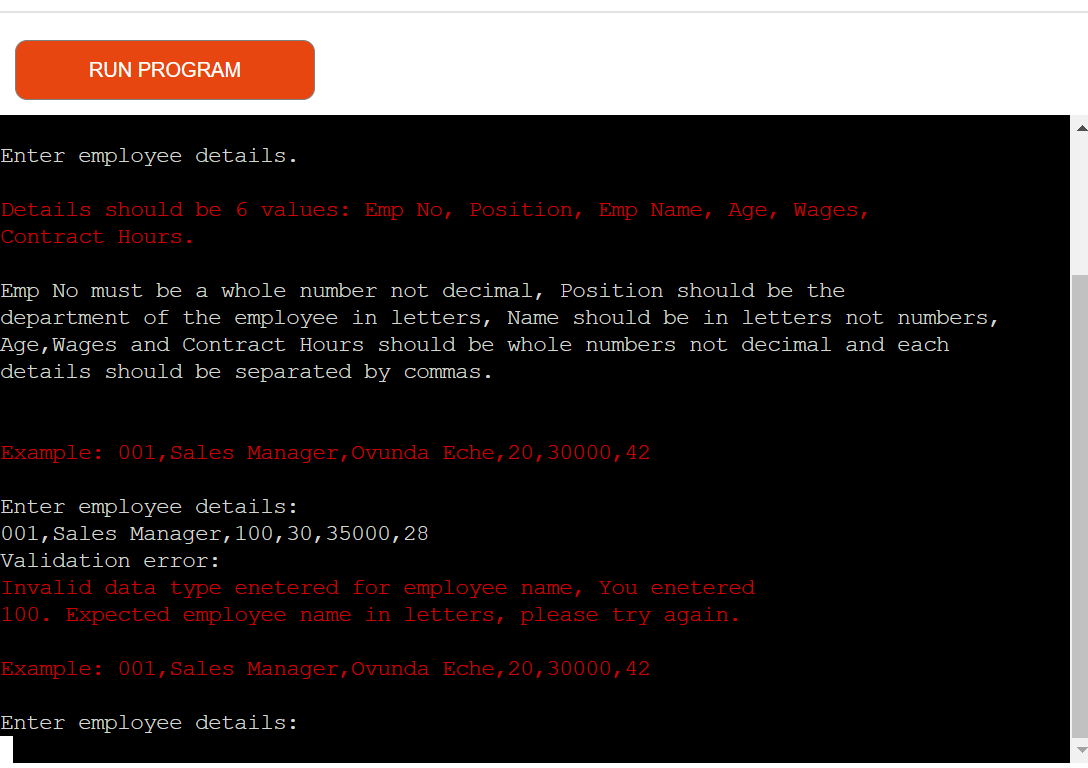 RUN PROGRAM
Enter employee details.
Details should be 6 values: Emp No, Position, Emp Name, Age, Wages,
Contract Hours.
Emp No must be a whole number not decimal, Position should be the
department of the employee in letters, Name should be in letters not numbers,
Age,Wages and Contract Hours should be whole numbers not decimal and each
details should be separated by commas.
Example: 001,Sales Manager,Ovunda Eche,20,30000,42
Enter employee details:
001,Sales Manager,100,30,35000,28
Validation error:
Invalid data type enetered for employee name, You enetered
100. Expected employee name in letters, please try again.
Example: 001,Sales Manager,Ovunda Eche,20,30000,42
Enter employee details: